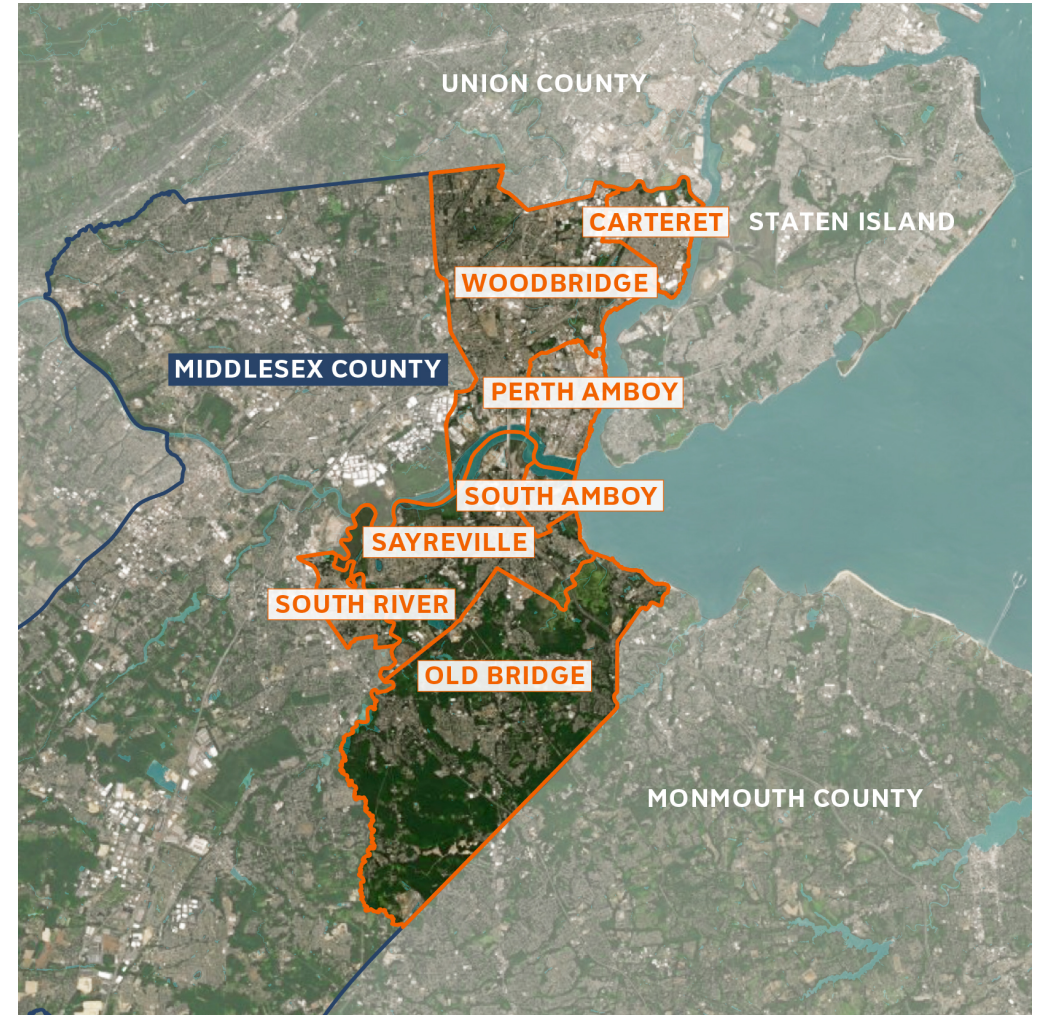 UNION COUNTY
CARTERET
STATEN ISLAND
WOODBRIDGE
MIDDLESEX COUNTY
PERTH AMBOY
SOUTH AMBOY
SAYREVILLE
SOUTH RIVER
OLD BRIDGE
MONMOUTH COUNTY